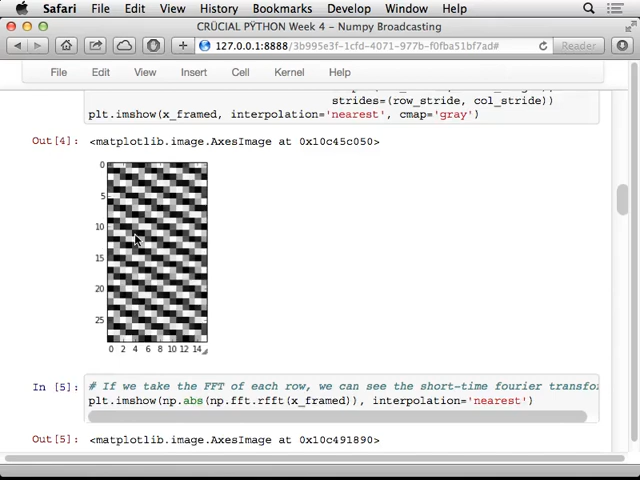 Safari File Edit View History Bookmarks Develop Window Help
CRÜCIAL PŸTHON Week 4 – Numpy Broadcasting
127.0.0.1:8888/3b995e3f-1cfd-4071-977b-f0fba51bf7ad# Reader
File Edit View Insert Cell Kernel Help
strides=(row_stride, col_stride))
plt.imshow(x_framed, interpolation='nearest', cmap='gray')
Out[4]: <matplotlib.image.AxesImage at 0x10c45c050>
0
5
10
15
20
25
0 2 4 6 8 10 12 14
In [5]: # If we take the FFT of each row, we can see the short-time fourier transfo
plt.imshow(np.abs(np.fft.rfft(x_framed)), interpolation='nearest')
Out[5]: <matplotlib.image.AxesImage at 0x10c491890>